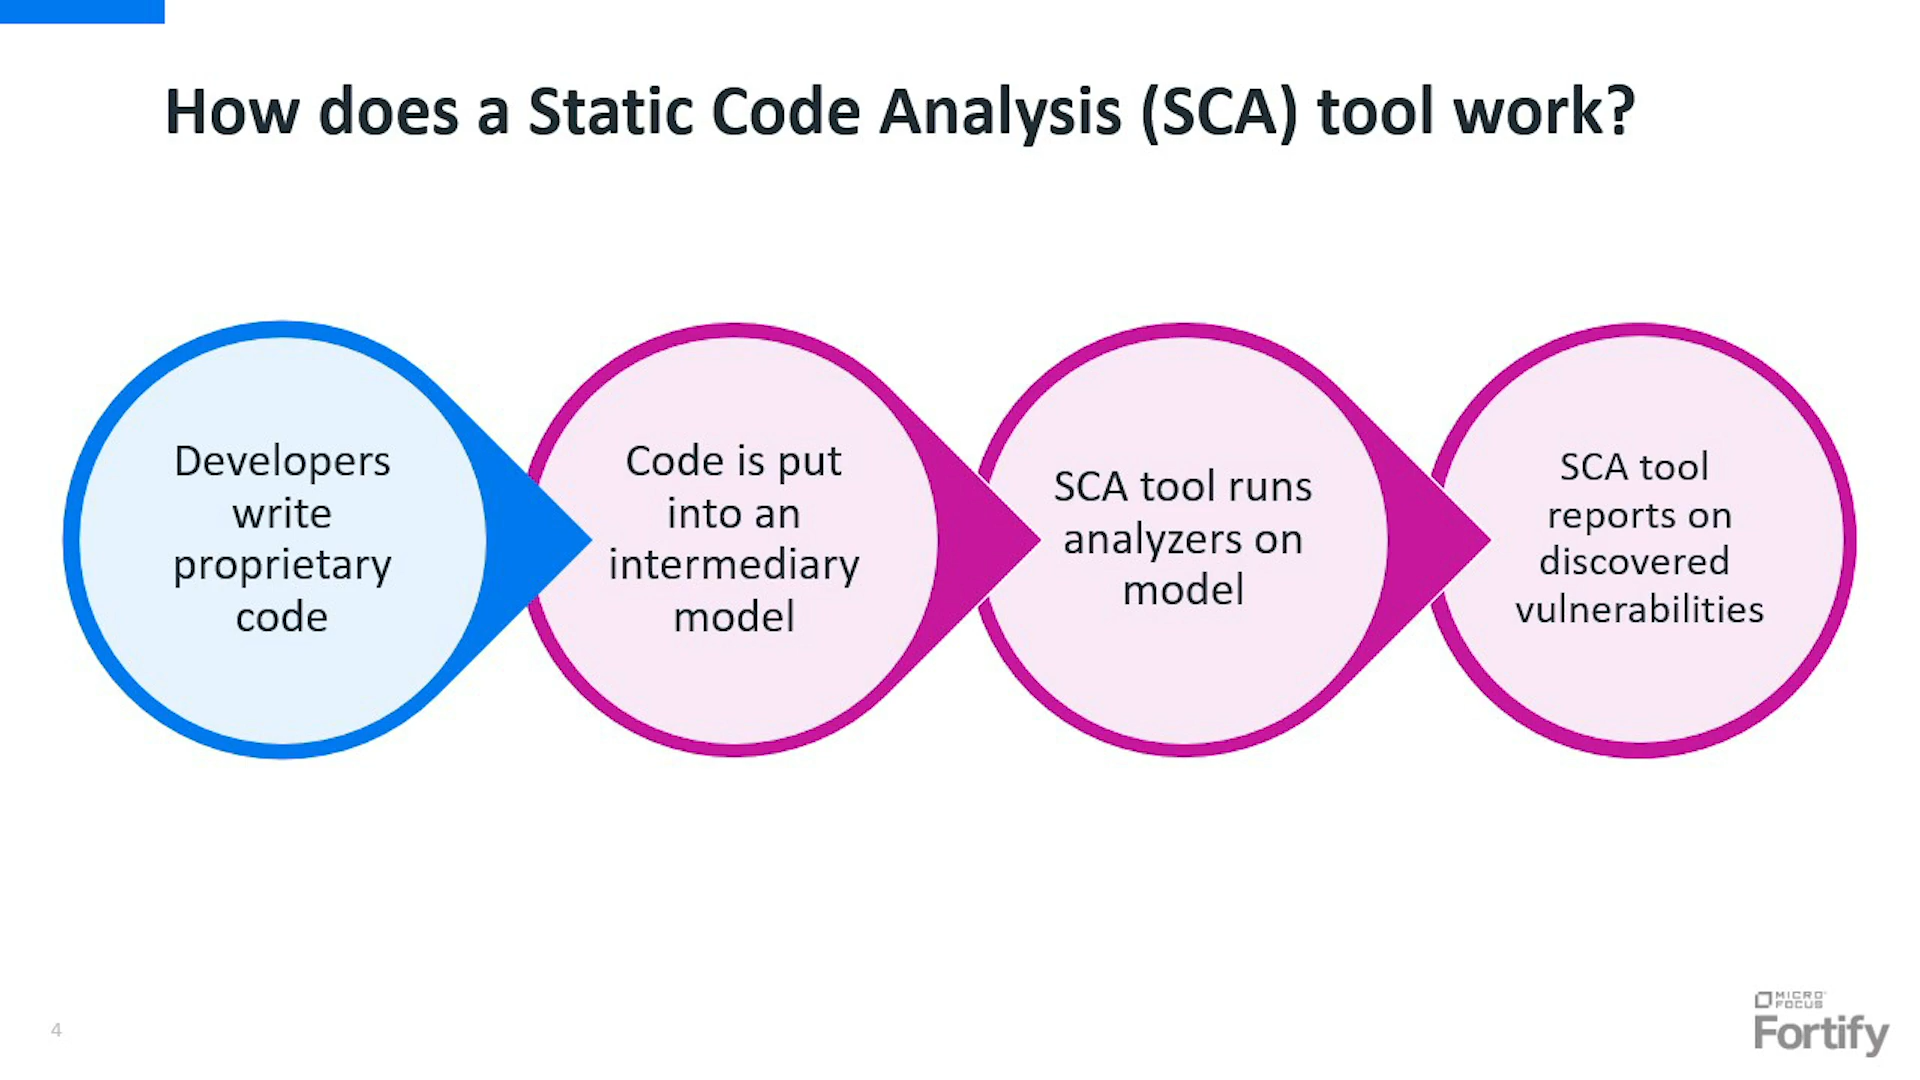 How does a Static Code Analysis (SCA) tool work?
Developers
write
proprietary
code
Code is put
into an
intermediary
model
SCA tool runs
analyzers on
model
SCA tool
reports on
discovered
vulnerabilities
4
MICRO
FOCUS
Fortify